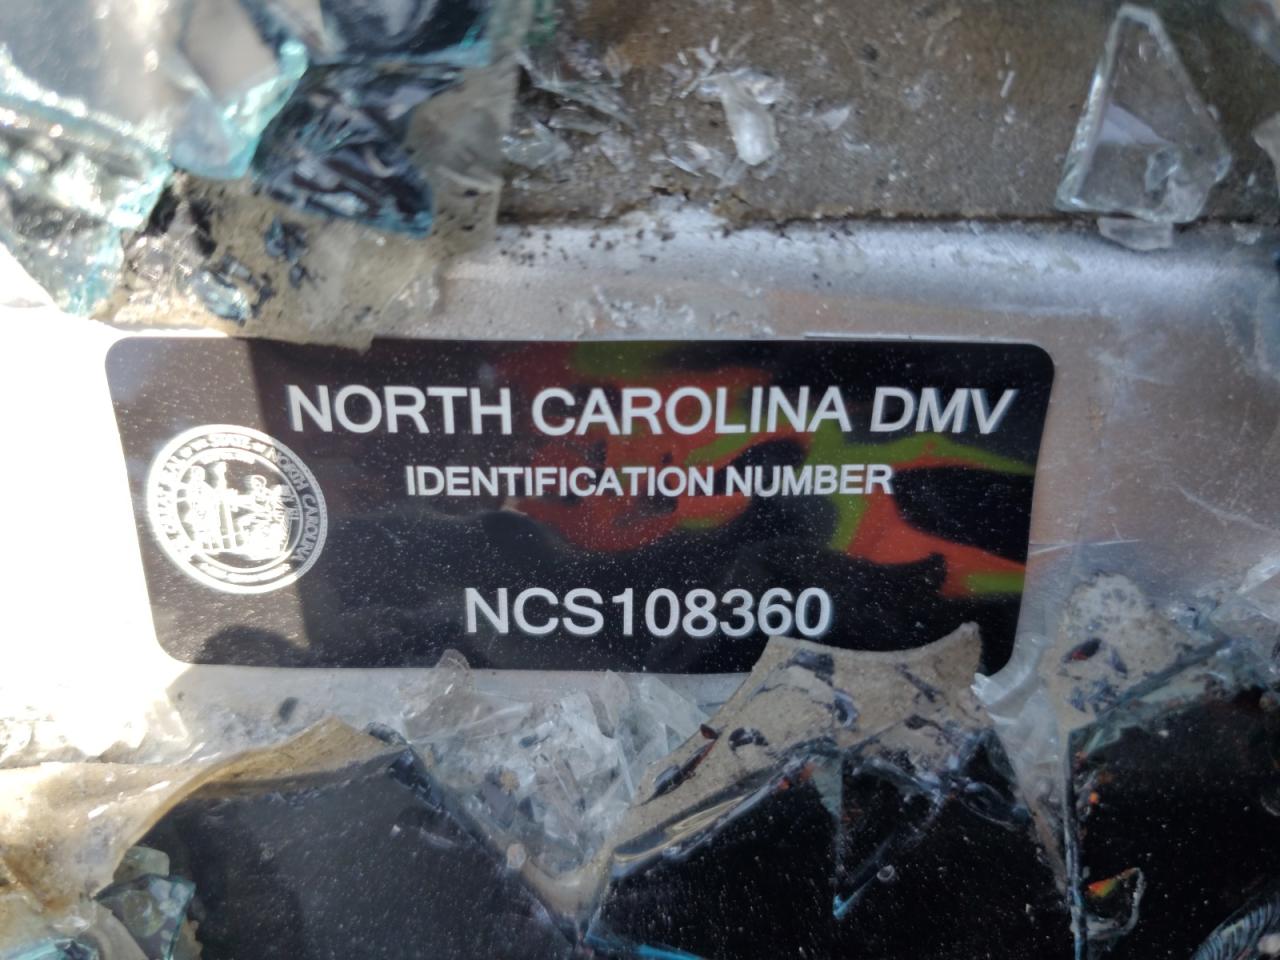 NORTH CAROLINA DMV
IDENTIFICATION NUMBER
NCS108360